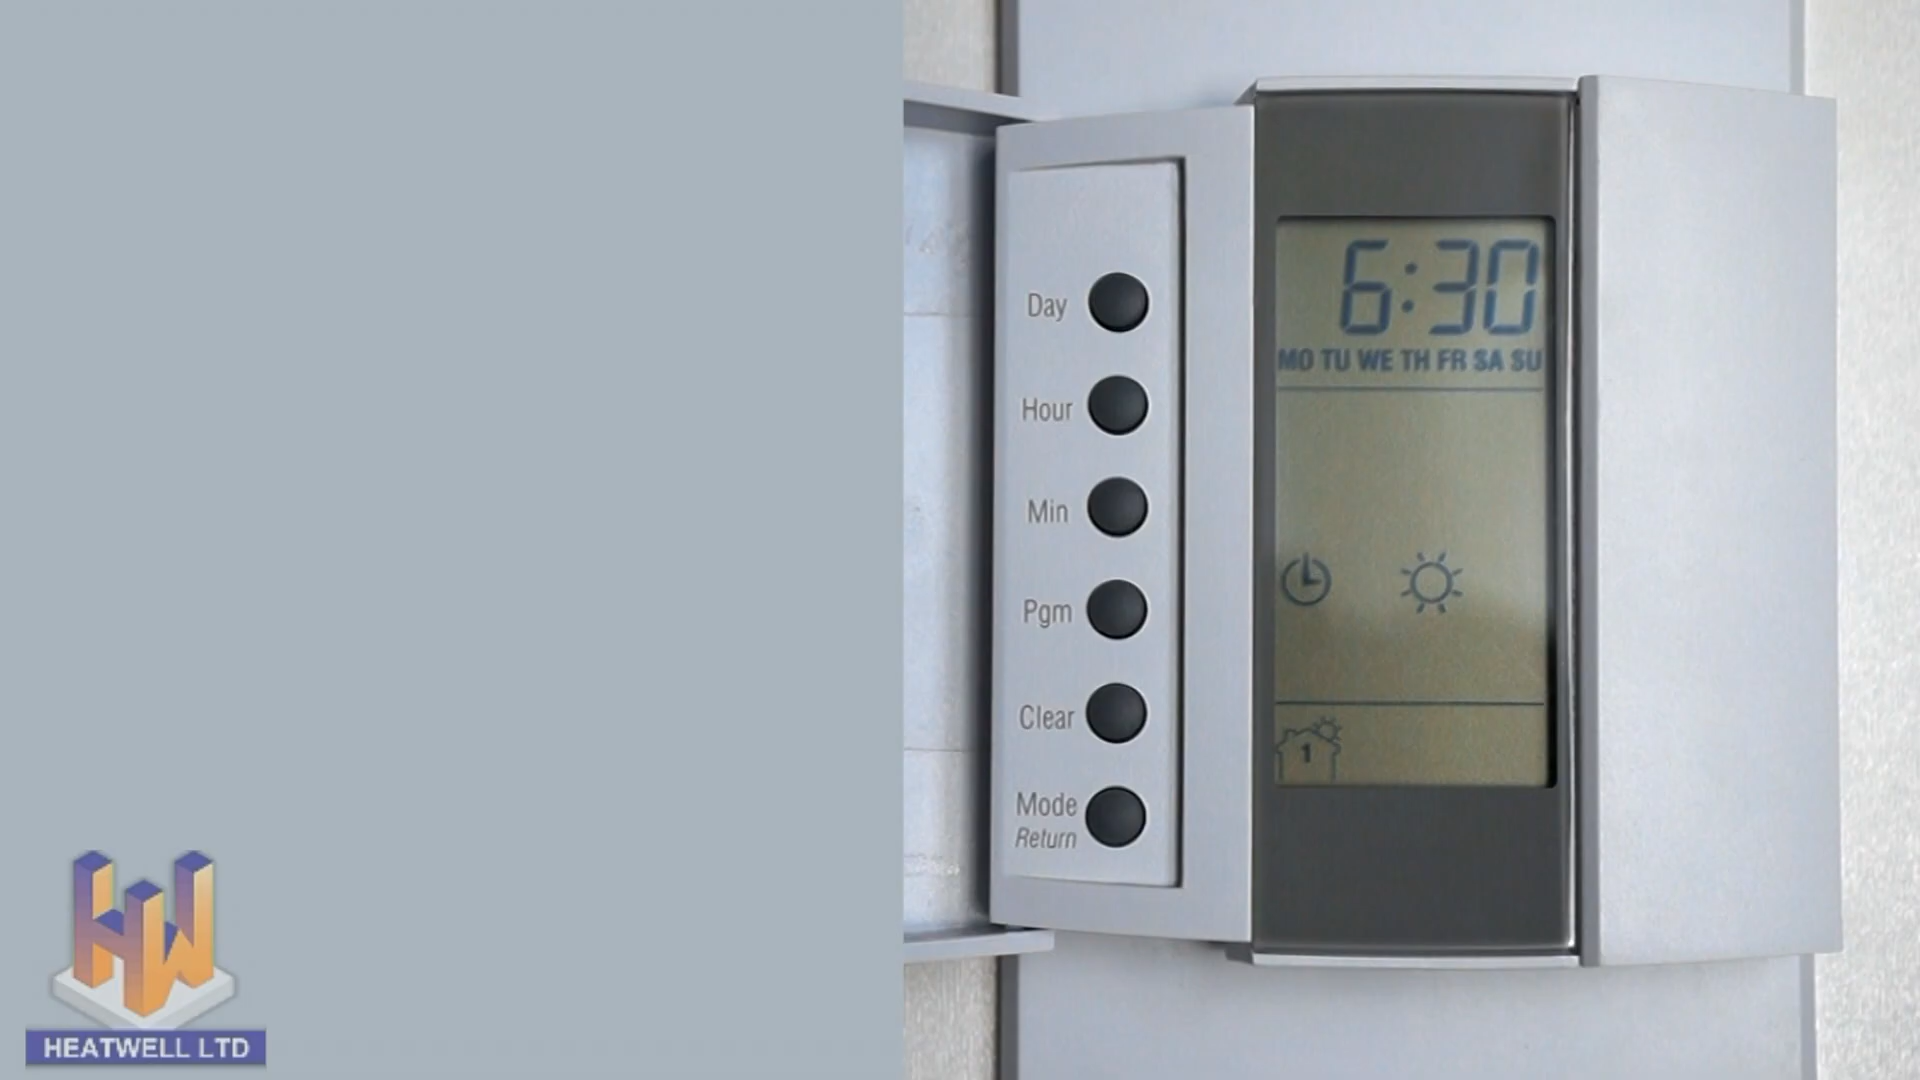 6:30
MO TU WE TH FR SA SU
Day
Hour
Min
Pgm
Clear
Mode
Return
1
HW
HEATWELL LTD